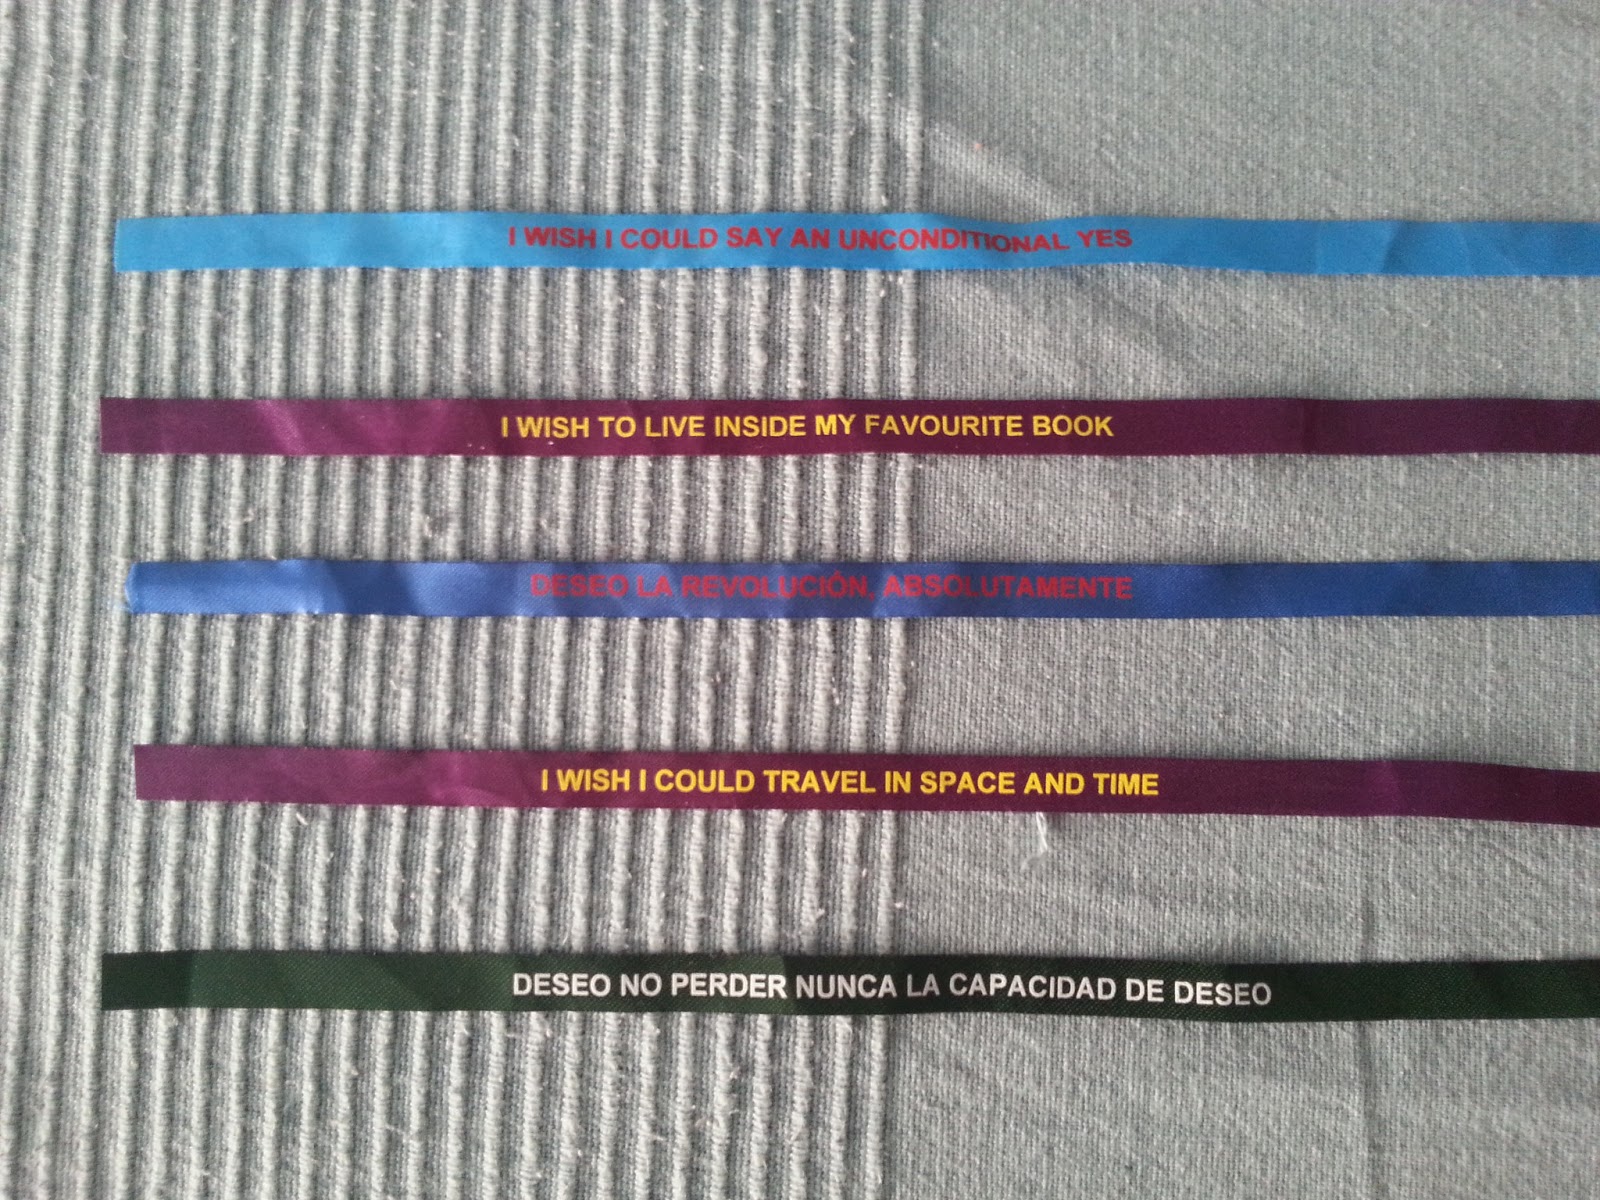 I WISH I COULD SAY AN UNCONDITIONAL YES
I WISH TO LIVE INSIDE MY FAVOURITE BOOK
DESEO LA REVOLUCIÓN, ABSOLUTAMENTE
I WISH I COULD TRAVEL IN SPACE AND TIME
DESEO NO PERDER NUNCA LA CAPACIDAD DE DESEO